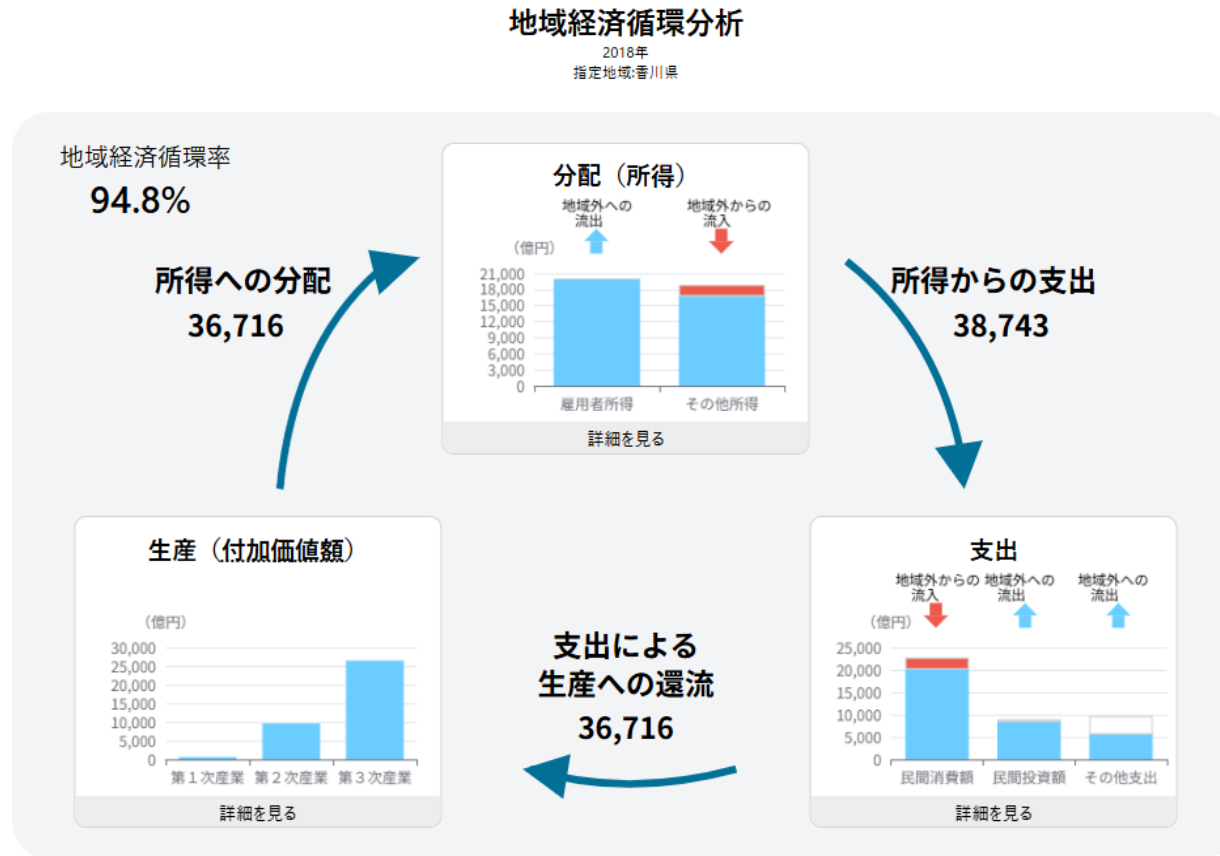 地域経済循環分析
2018年
指定地域:香川県
地域経済循環率
94.8%
所得への分配
36,716
分配（所得）
地域外への
流出
地域外からの
流入
（億円）
21,000
18,000
15,000
12,000
9,000
6,000
3,000
0
雇用者所得
その他所得
詳細を見る
所得からの支出
38,743
生産（付加価値額）
（億円）
30,000
25,000
20,000
15,000
10,000
5,000
0
第１次産業
第２次産業
第３次産業
詳細を見る
支出による
生産への還流
36,716
支出
地域外からの
流入
地域外への
流出
地域外への
流出
（億円）
25,000
20,000
15,000
10,000
5,000
0
民間消費額
民間投資額
その他支出
詳細を見る